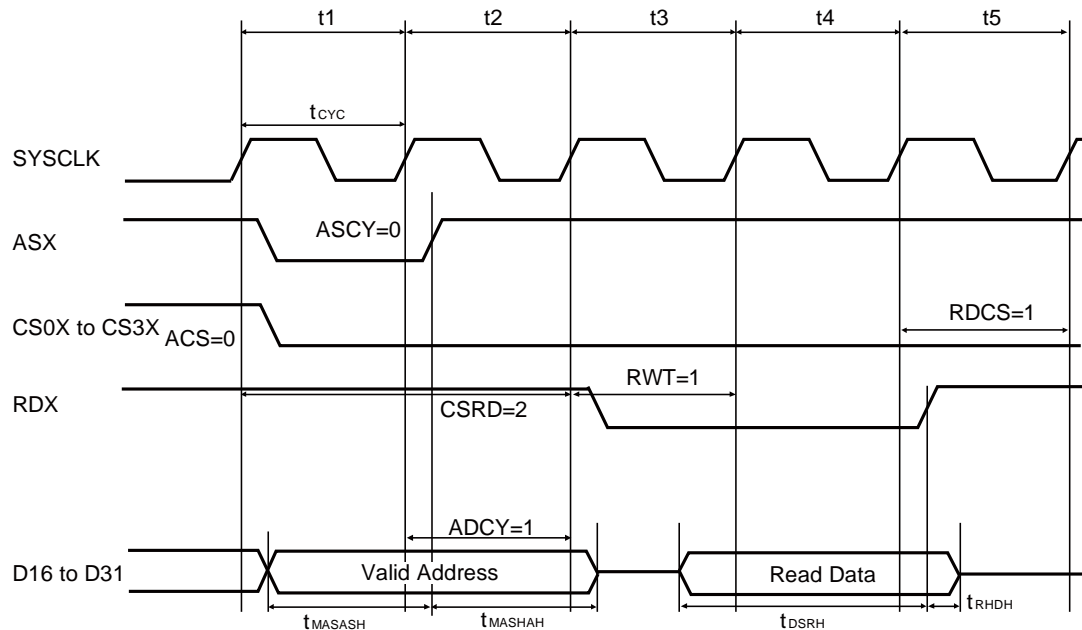 t1 t2 t3 t4 t5
tCYC
SYSCLK
ASCY=0
ASX
RDCS=1
CS0X to CS3X
ACS=0
RWT=1
RDX
CSRD=2
ADCY=1
D16 to D31
Valid Address
Read Data
tMASASH tMASHAH tDSRH tRHDH